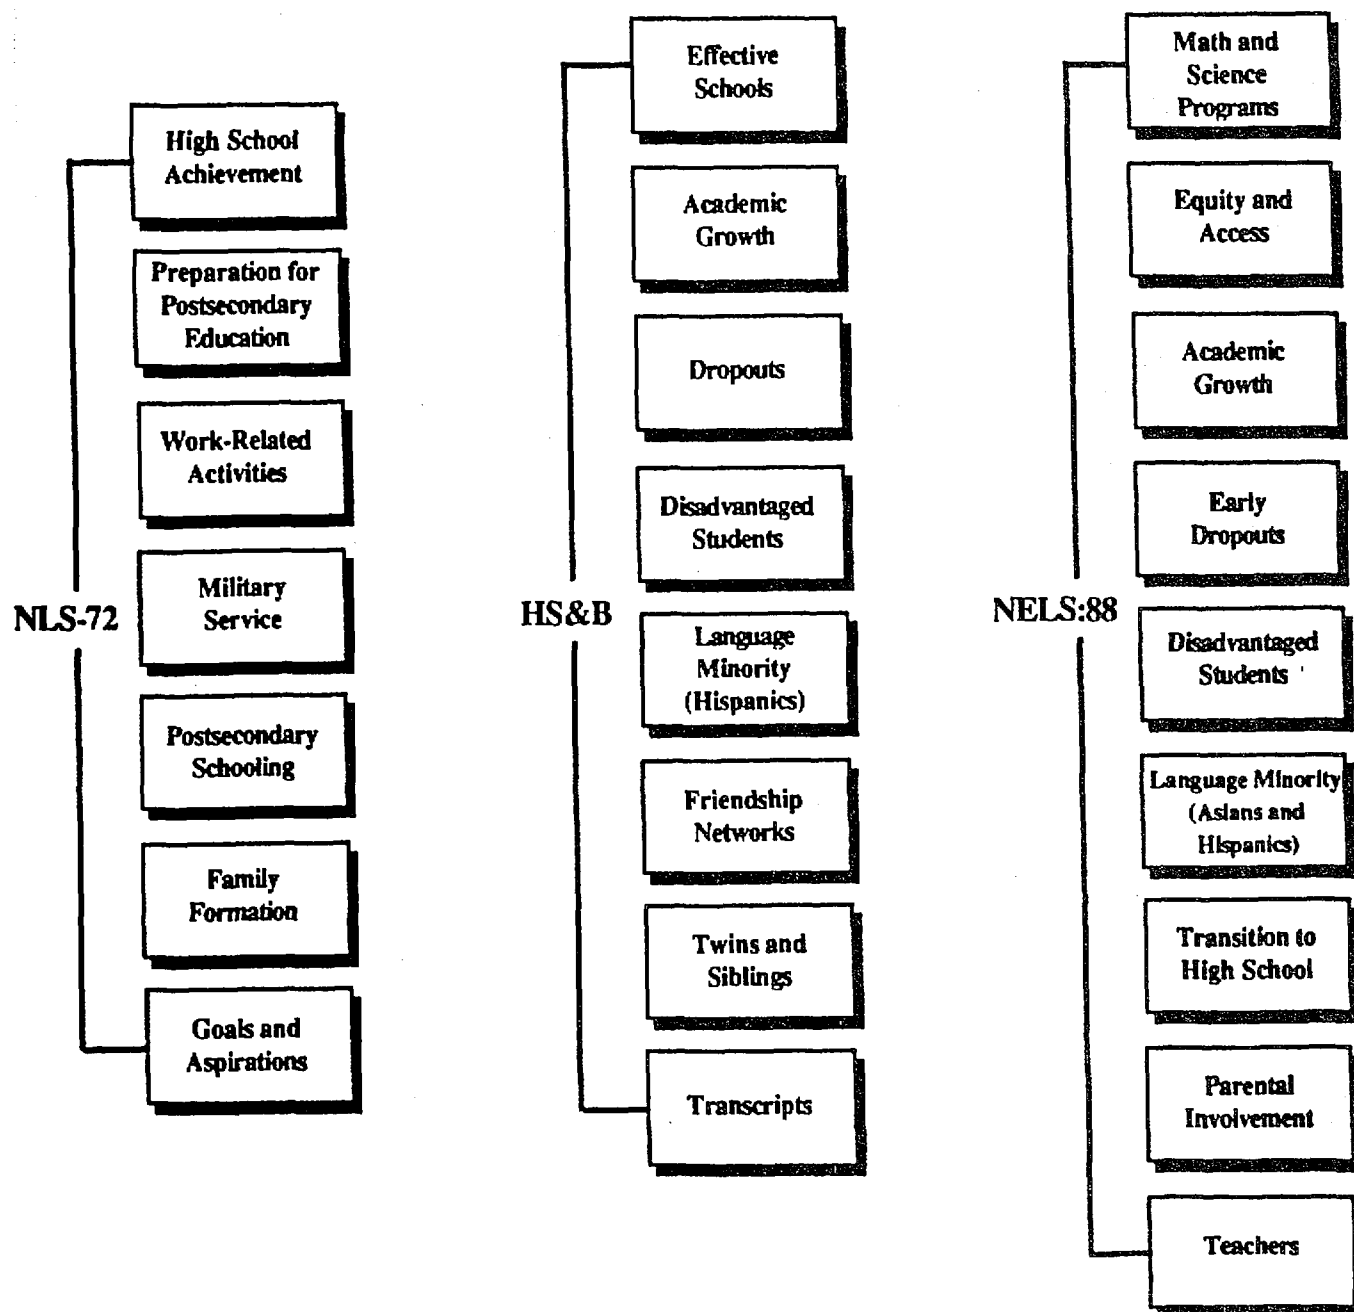 NLS-72
High School
Achievement
Preparation for
Postsecondary
Education
Work-Related
Activities
Military
Service
Postsecondary
Schooling
Family
Formation
Goals and
Aspirations
HS&B
Effective
Schools
Academic
Growth
Dropouts
Disadvantaged
Students
Language
Minority
(Hispanics)
Friendship
Networks
Twins and
Siblings
Transcripts
NELS:88
Math and
Science
Programs
Equity and
Access
Academic
Growth
Early
Dropouts
Disadvantaged
Students
Language Minority
(Asians and
Hispanics)
Transition to
High School
Parental
Involvement
Teachers